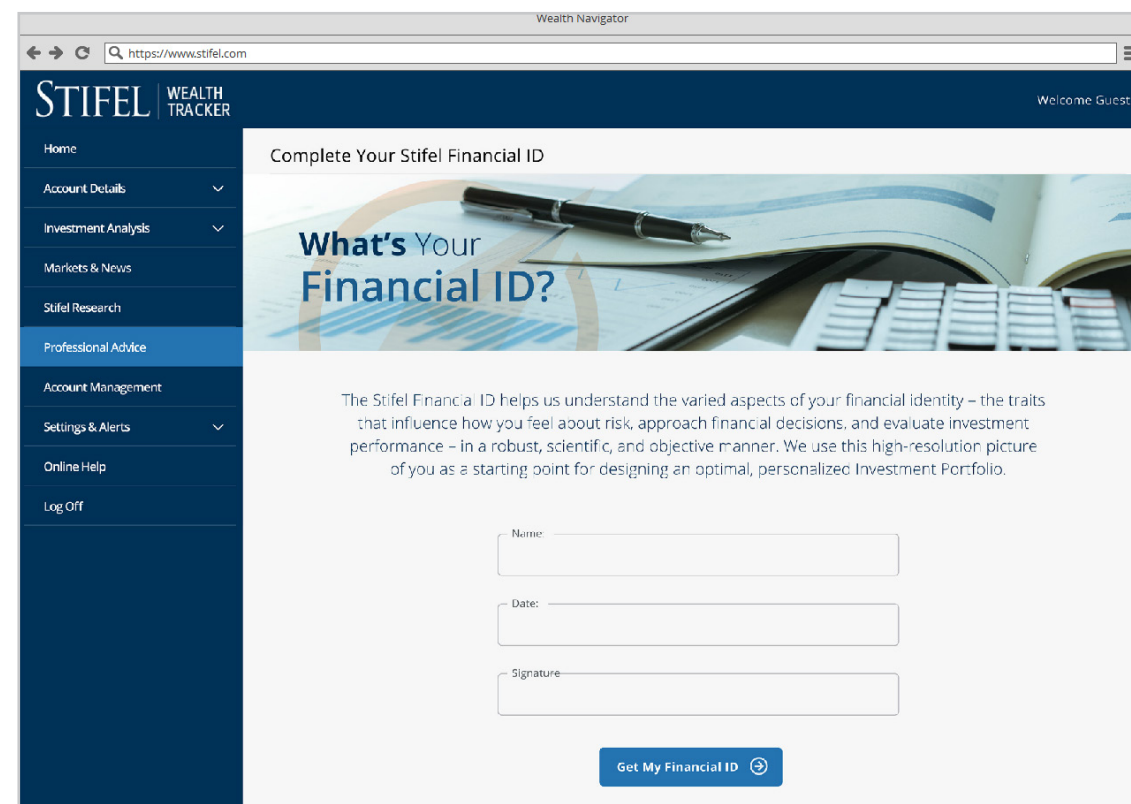 Wealth Navigator
https://www.stifel.com
STIFEL WEALTH
TRACKER
Welcome Guest
Home
Account Details
Investment Analysis
Markets & News
Stifel Research
Professional Advice
Account Management
Settings & Alerts
Online Help
Log Off
Complete Your Stifel Financial ID
What's Your
Financial ID?
The Stifel Financial ID helps us understand the varied aspects of your financial identity – the traits
that influence how you feel about risk, approach financial decisions, and evaluate investment
performance – in a robust, scientific, and objective manner. We use this high-resolution picture
of you as a starting point for designing an optimal, personalized Investment Portfolio.
Name:
Date:
Signature
Get My Financial ID